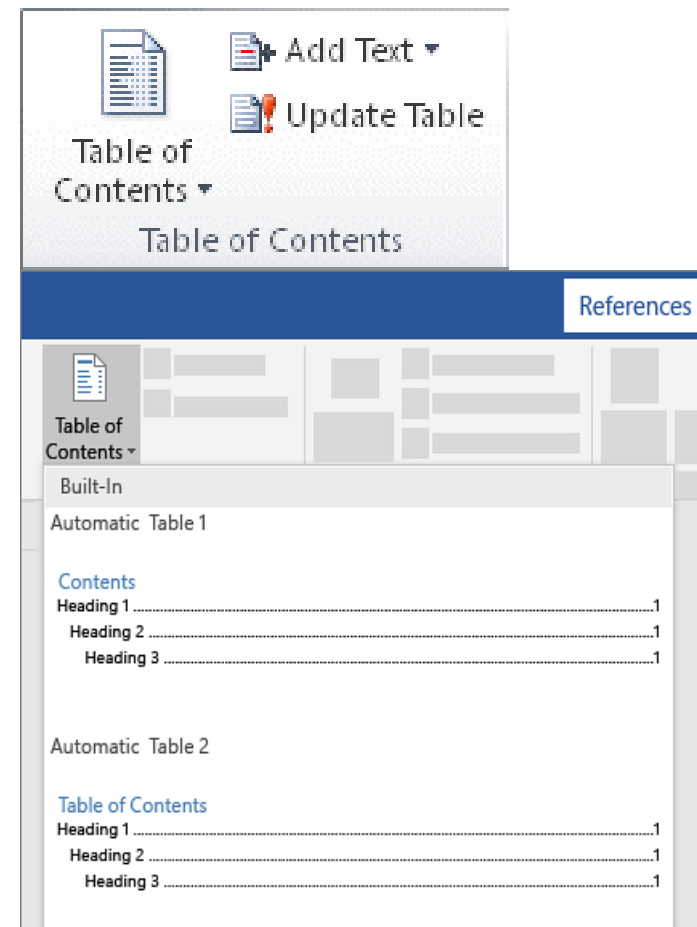 Add Text
Update Table
Table of
Contents
Table of Contents
References
Table of
Contents
Built-In
Automatic Table 1
Contents
Heading 1 ........................................................................1
Heading 2 ........................................................................1
Heading 3 ........................................................................1
Automatic Table 2
Table of Contents
Heading 1 ........................................................................1
Heading 2 ........................................................................1
Heading 3 ........................................................................1